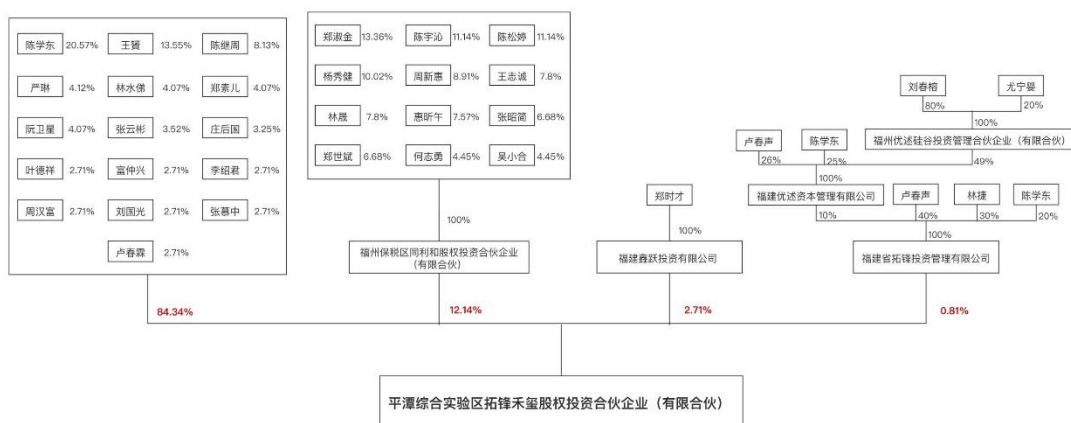 陈学东 20.57% 王赟 13.55% 陈继周 8.13%
严琳 4.12% 林水俤 4.07% 郑素儿 4.07%
阮卫星 4.07% 张云彬 3.52% 庄后国 3.25%
叶德祥 2.71% 富仲兴 2.71% 李绍君 2.71%
周汉富 2.71% 刘国光 2.71% 张慕中 2.71%
卢春霖 2.71%
84.34%
郑淑金 13.36% 陈宇沁 11.14% 陈松婷 11.14%
杨秀健 10.02% 周新惠 8.91% 王志诚 7.8%
林晟 7.8% 惠昕午 7.57% 张昭简 6.68%
郑世斌 6.68% 何志勇 4.45% 吴小合 4.45%
100%
福州保税区同利和股权投资合伙企业
（有限合伙）
12.14%
郑时才
100%
福建鑫跃投资有限公司
2.71%
刘春榕 尤宁婴
80% 20%
100%
福州优述硅谷投资管理合伙企业（有限合伙）
卢春声 陈学东
26% 25% 49%
100%
福建优述资本管理有限公司 卢春声 林捷 陈学东
10% 40% 30% 20%
100%
福建省拓锋投资管理有限公司
0.81%
平潭综合实验区拓锋禾玺股权投资合伙企业（有限合伙）